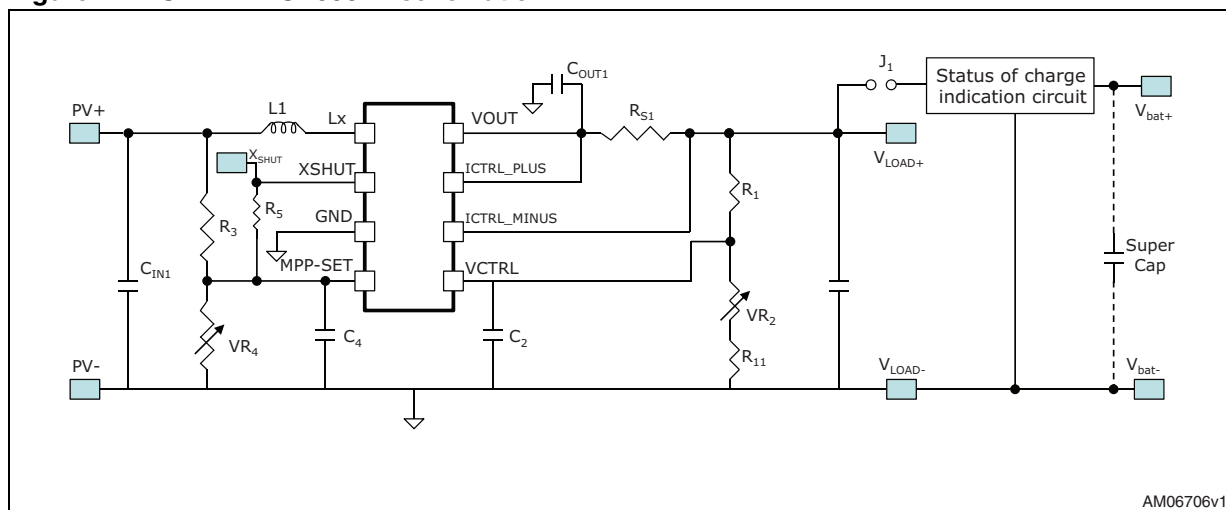 J1
Status of charge
indication circuit
COUT1
PV+
L1
Lx
VOUT
RS1
Vbat+
XSHUT
XSHUT
ICTRL_PLUS
VLOAD+
R5
R1
R3
GND
ICTRL_MINUS
MPP-SET
VCTRL
Super
Cap
CIN1
VR2
VR4
C4
C2
R11
PV-
VLOAD-
Vbat-
AM06706v1